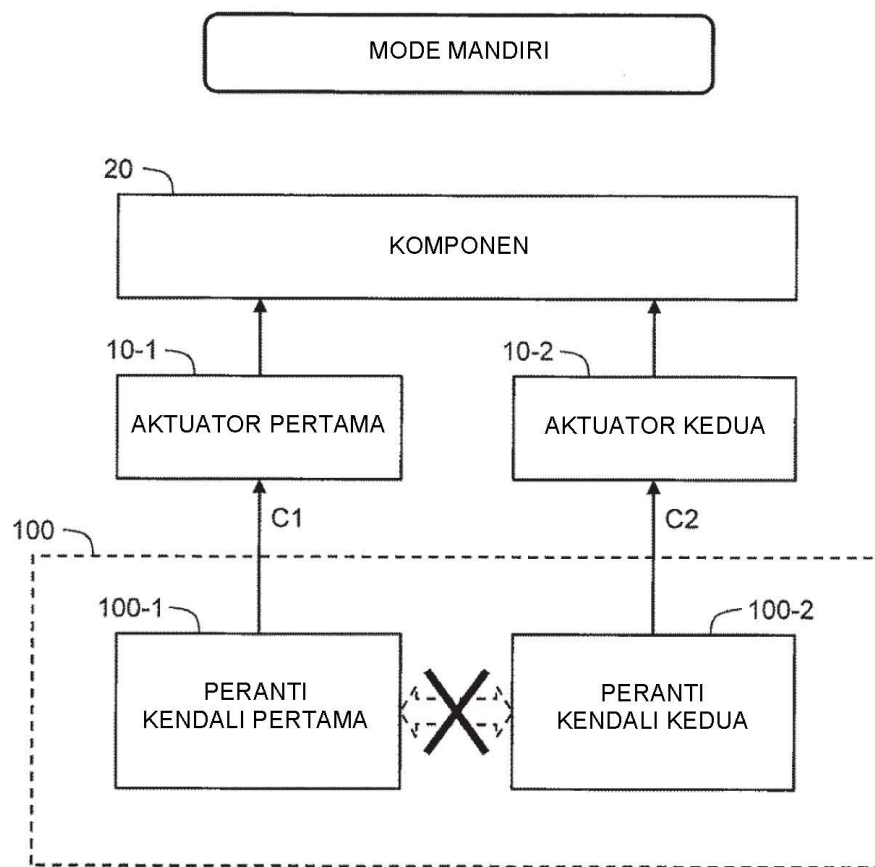 MODE MANDIRI
20
KOMPONEN
10-1
10-2
AKTUATOR PERTAMA
AKTUATOR KEDUA
C1
C2
100
100-1
100-2
PERANTI
KENDALI PERTAMA
PERANTI
KENDALI KEDUA